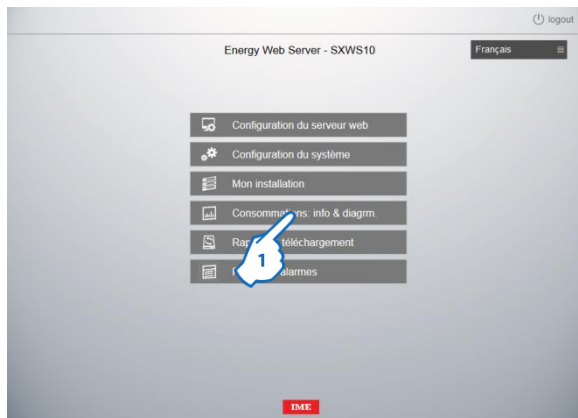 logout
Energy Web Server - SXWS10
Français
Configuration du serveur web
Configuration du système
Mon installation
Consommations: info & diagrm.
téléchargement
1
alarmes
IME